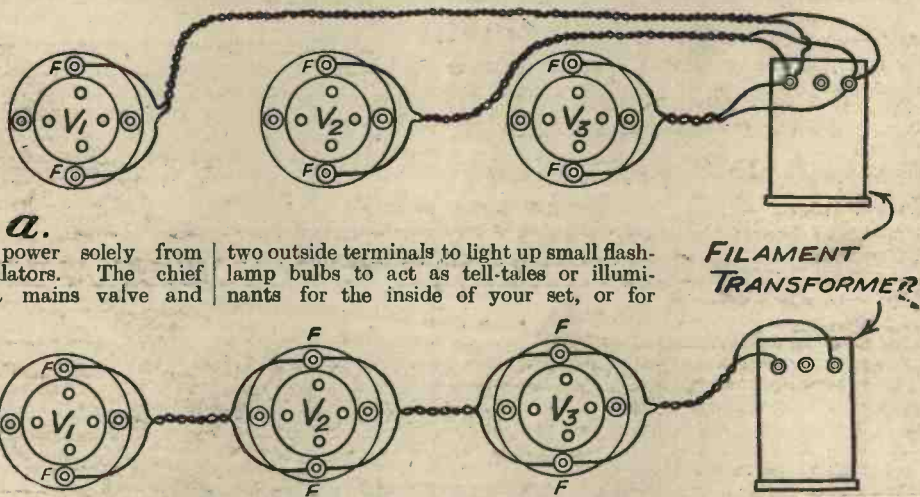 F F F
V1 V2 V3
F F F
a.
power solely from
lators. The chief
mains valve and
two outside terminals to light up small flash-
lamp bulbs to act as tell-tales or illumi-
nants for the inside of your set, or for
FILAMENT
TRANSFORMER
F F F
V1 V2 V3
F F F